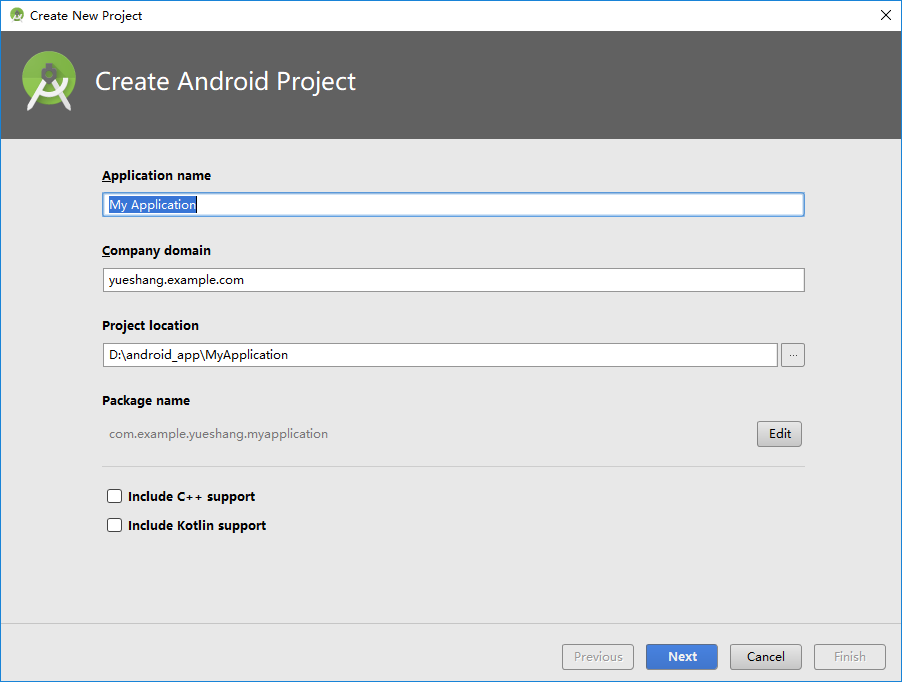 Create New Project
Create Android Project
Application name
My Application
Company domain
yueshang.example.com
Project location
D:\android_app\MyApplication
...
Package name
com.example.yueshang.myapplication
Edit
Include C++ support
Include Kotlin support
Previous Next Cancel Finish